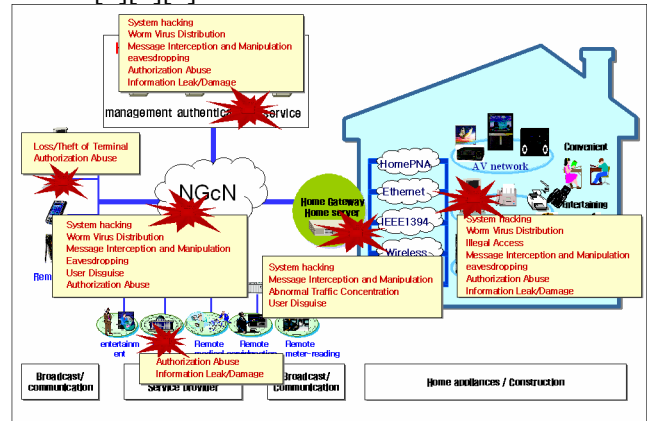 System hacking
Worm Virus Distribution
Message Interception and Manipulation
eavesdropping
Authorization Abuse
Information Leak/Damage
management authentica service
Loss/Theft of Terminal
Authorization Abuse
NGcN
Home Gateway
Home server
HomePNA
Ethernet
IEEE1394
Wireless
AV network
Convenient
Entertaining
System hacking
Worm Virus Distribution
Message Interception and Manipulation
Eavesdropping
User Disguise
Authorization Abuse
System hacking
Message Interception and Manipulation
Abnormal Traffic Concentration
User Disguise
System hacking
Worm Virus Distribution
Illegal Access
Message Interception and Manipulation
eavesdropping
Authorization Abuse
Information Leak/Damage
entertainm
ent
Remote
Remote
Remote
meter-reading
Authorization Abuse
Information Leak/Damage
Broadcast/
communication
Service provider
Broadcast/
Communication
Home appliances / Construction